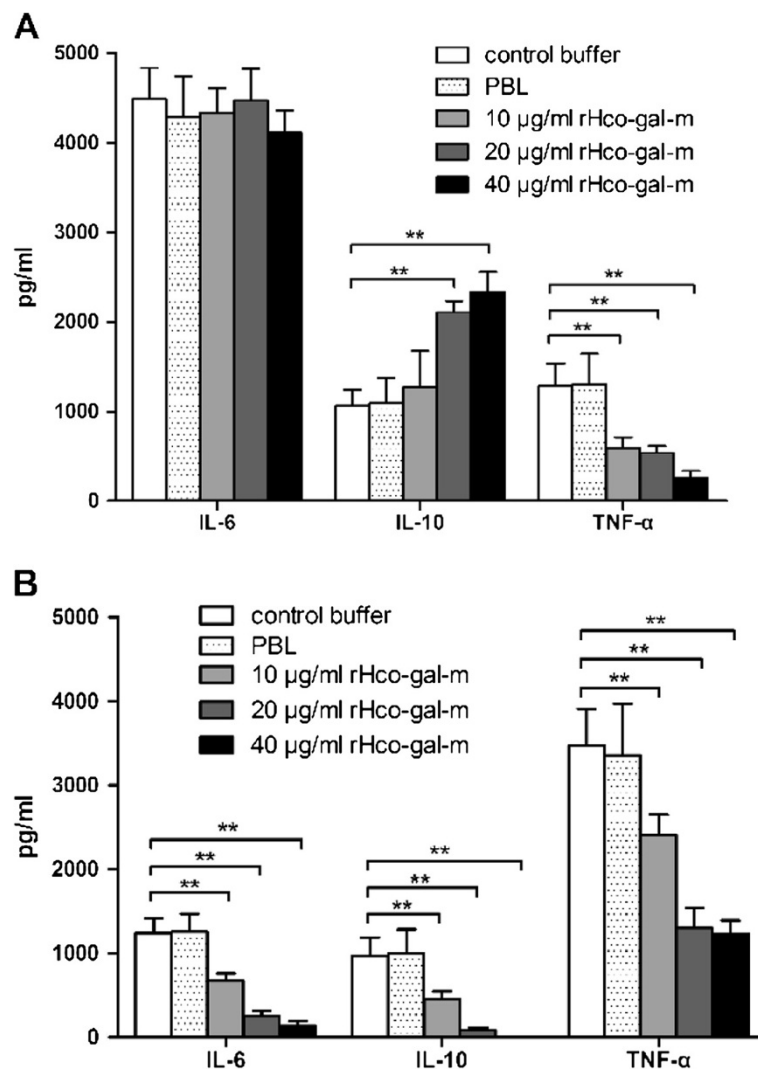 A
5000
4000
3000
2000
1000
0
pg/ml
control buffer
PBL
10 µg/ml rHco-gal-m
20 µg/ml rHco-gal-m
40 µg/ml rHco-gal-m
**
**
**
**
**
IL-6 IL-10 TNF-α
B
5000
4000
3000
2000
1000
0
pg/ml
control buffer
PBL
10 µg/ml rHco-gal-m
20 µg/ml rHco-gal-m
40 µg/ml rHco-gal-m
**
**
**
**
**
**
**
**
**
IL-6 IL-10 TNF-α